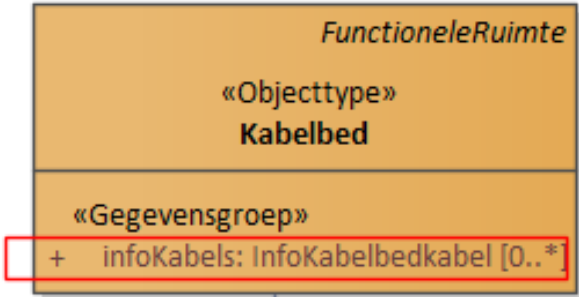 FunctioneleRuimte
«Objecttype»
Kabelbed
«Gegevensgroep»
+ infoKabels: InfoKabelbedkabel [0..*]